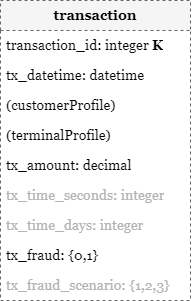 transaction
transaction_id: integer K
tx_datetime: datetime
(customerProfile)
(terminalProfile)
tx_amount: decimal
tx_time_seconds: integer
tx_time_days: integer
tx_fraud: {0,1}
tx_fraud_scenario: {1,2,3}